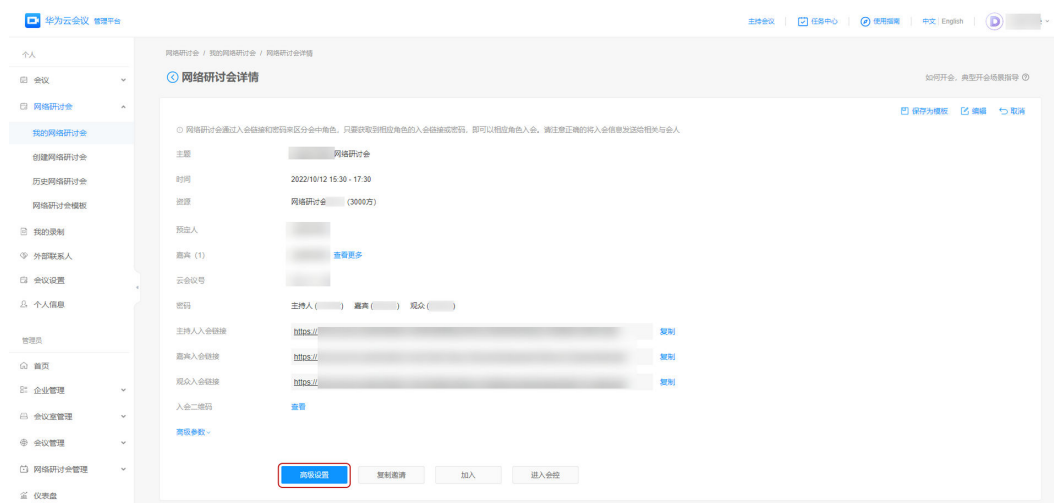 华为云会议 管理平台
主持会议 任务中心 使用指南 中文 English
个人
会议
网络研讨会
我的网络研讨会
创建网络研讨会
历史网络研讨会
网络研讨会模板
我的录制
外部联系人
会议设置
个人信息
管理员
首页
企业管理
会议室管理
会议管理
网络研讨会管理
仪表盘
网络研讨会 / 我的网络研讨会 / 网络研讨会详情
网络研讨会详情
如何开会，典型开会场景指导
保存为模板 编辑 取消
网络研讨会通过入会链接和密码来区分会中角色，只要获取到相应角色的入会链接或密码，即可以相应角色入会。请注意正确的将入会信息发送给相关与会人
主题 网络研讨会
时间 2022/10/12 15:30 - 17:30
资源 网络研讨会 (3000方)
预定人
嘉宾 (1) 查看更多
云会议号
密码 主持人 ( ) 嘉宾 ( ) 观众 ( )
主持人入会链接 https:// 复制
嘉宾入会链接 https:// 复制
观众入会链接 https:// 复制
入会二维码 查看
高级参数
高级设置 复制邀请 加入 进入会控